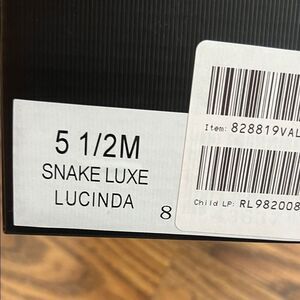 Item: 828819VAL
5 1/2M
SNAKE LUXE
LUCINDA
8
Child LP: RL982008